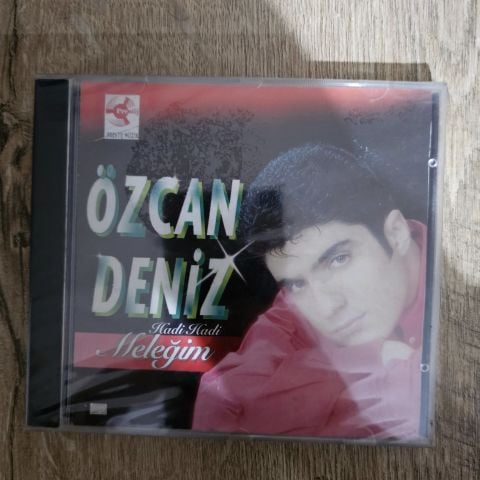 ÖZCAN
DENİZ
Hadi Hadi
Meleğim